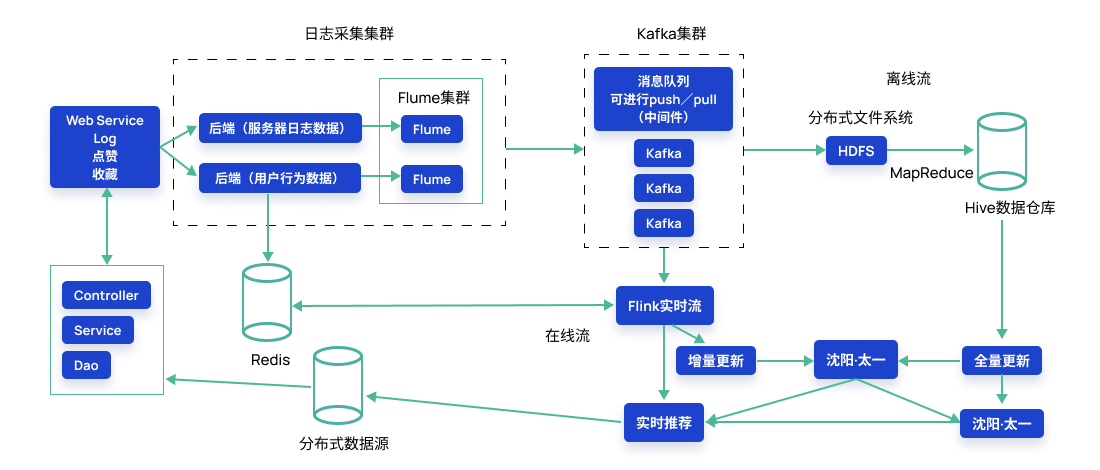 日志采集集群
Kafka集群
离线流
Web Service
Log
点赞
收藏
后端（服务器日志数据）
后端（用户行为数据）
Flume集群
Flume
Flume
消息队列
可进行push／pull
（中间件）
Kafka
Kafka
Kafka
分布式文件系统
HDFS
MapReduce
Hive数据仓库
Controller
Service
Dao
Redis
Flink实时流
在线流
增量更新
沈阳·太一
全量更新
实时推荐
沈阳·太一
分布式数据源